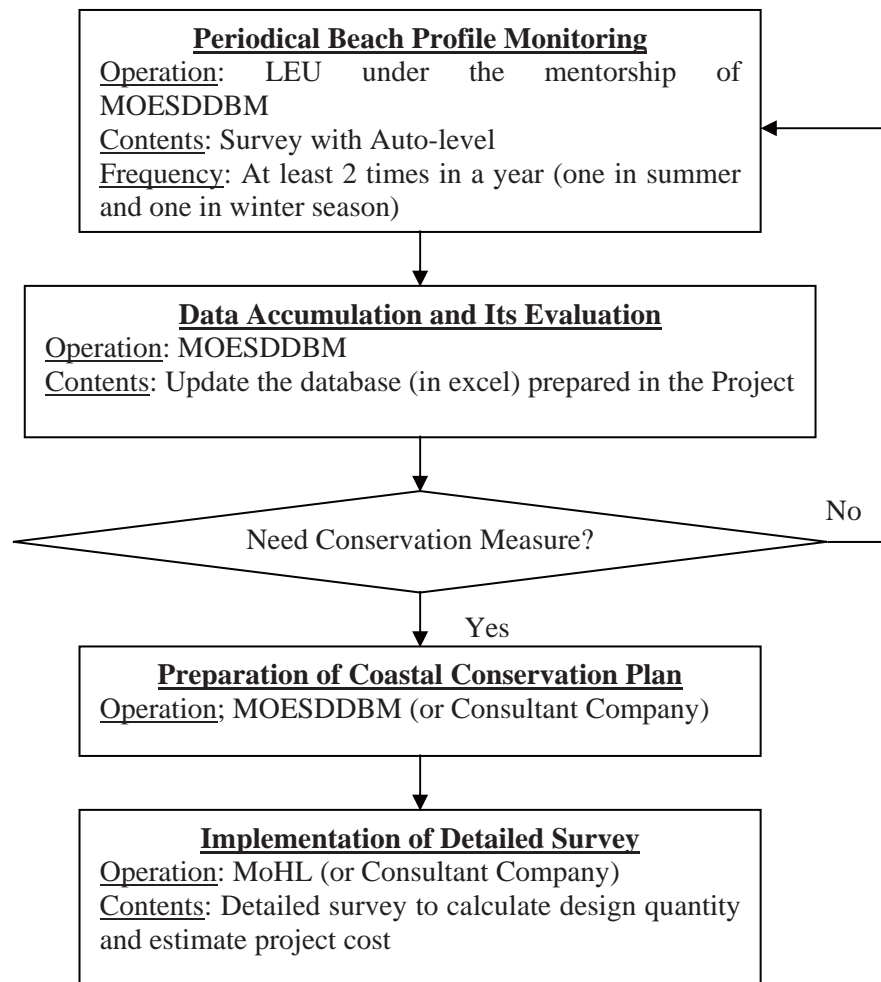 Periodical Beach Profile Monitoring
Operation: LEU under the mentorship of
MOESDDBM
Contents: Survey with Auto-level
Frequency: At least 2 times in a year (one in summer
and one in winter season)
Data Accumulation and Its Evaluation
Operation: MOESDDBM
Contents: Update the database (in excel) prepared in the Project
Need Conservation Measure?
No
Yes
Preparation of Coastal Conservation Plan
Operation; MOESDDBM (or Consultant Company)
Implementation of Detailed Survey
Operation: MoHL (or Consultant Company)
Contents: Detailed survey to calculate design quantity
and estimate project cost